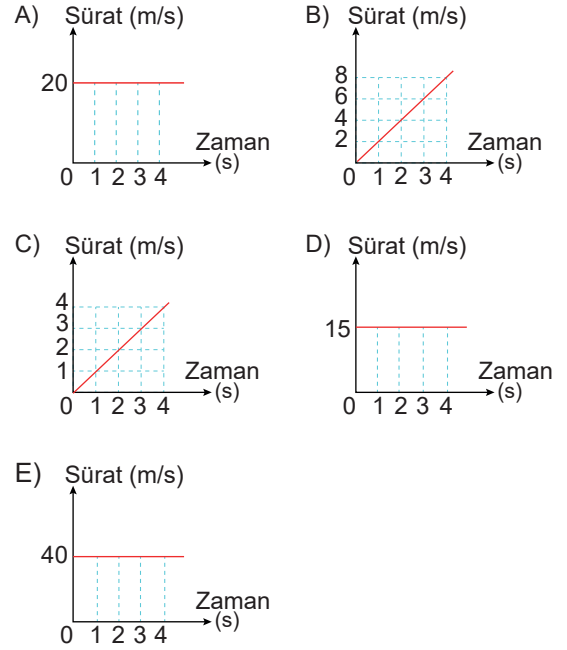 A) Sürat (m/s)
20
Zaman
(s)
0 1 2 3 4
B) Sürat (m/s)
8
6
4
2
Zaman
(s)
0 1 2 3 4
C) Sürat (m/s)
4
3
2
1
Zaman
(s)
0 1 2 3 4
D) Sürat (m/s)
15
Zaman
(s)
0 1 2 3 4
E) Sürat (m/s)
40
Zaman
(s)
0 1 2 3 4